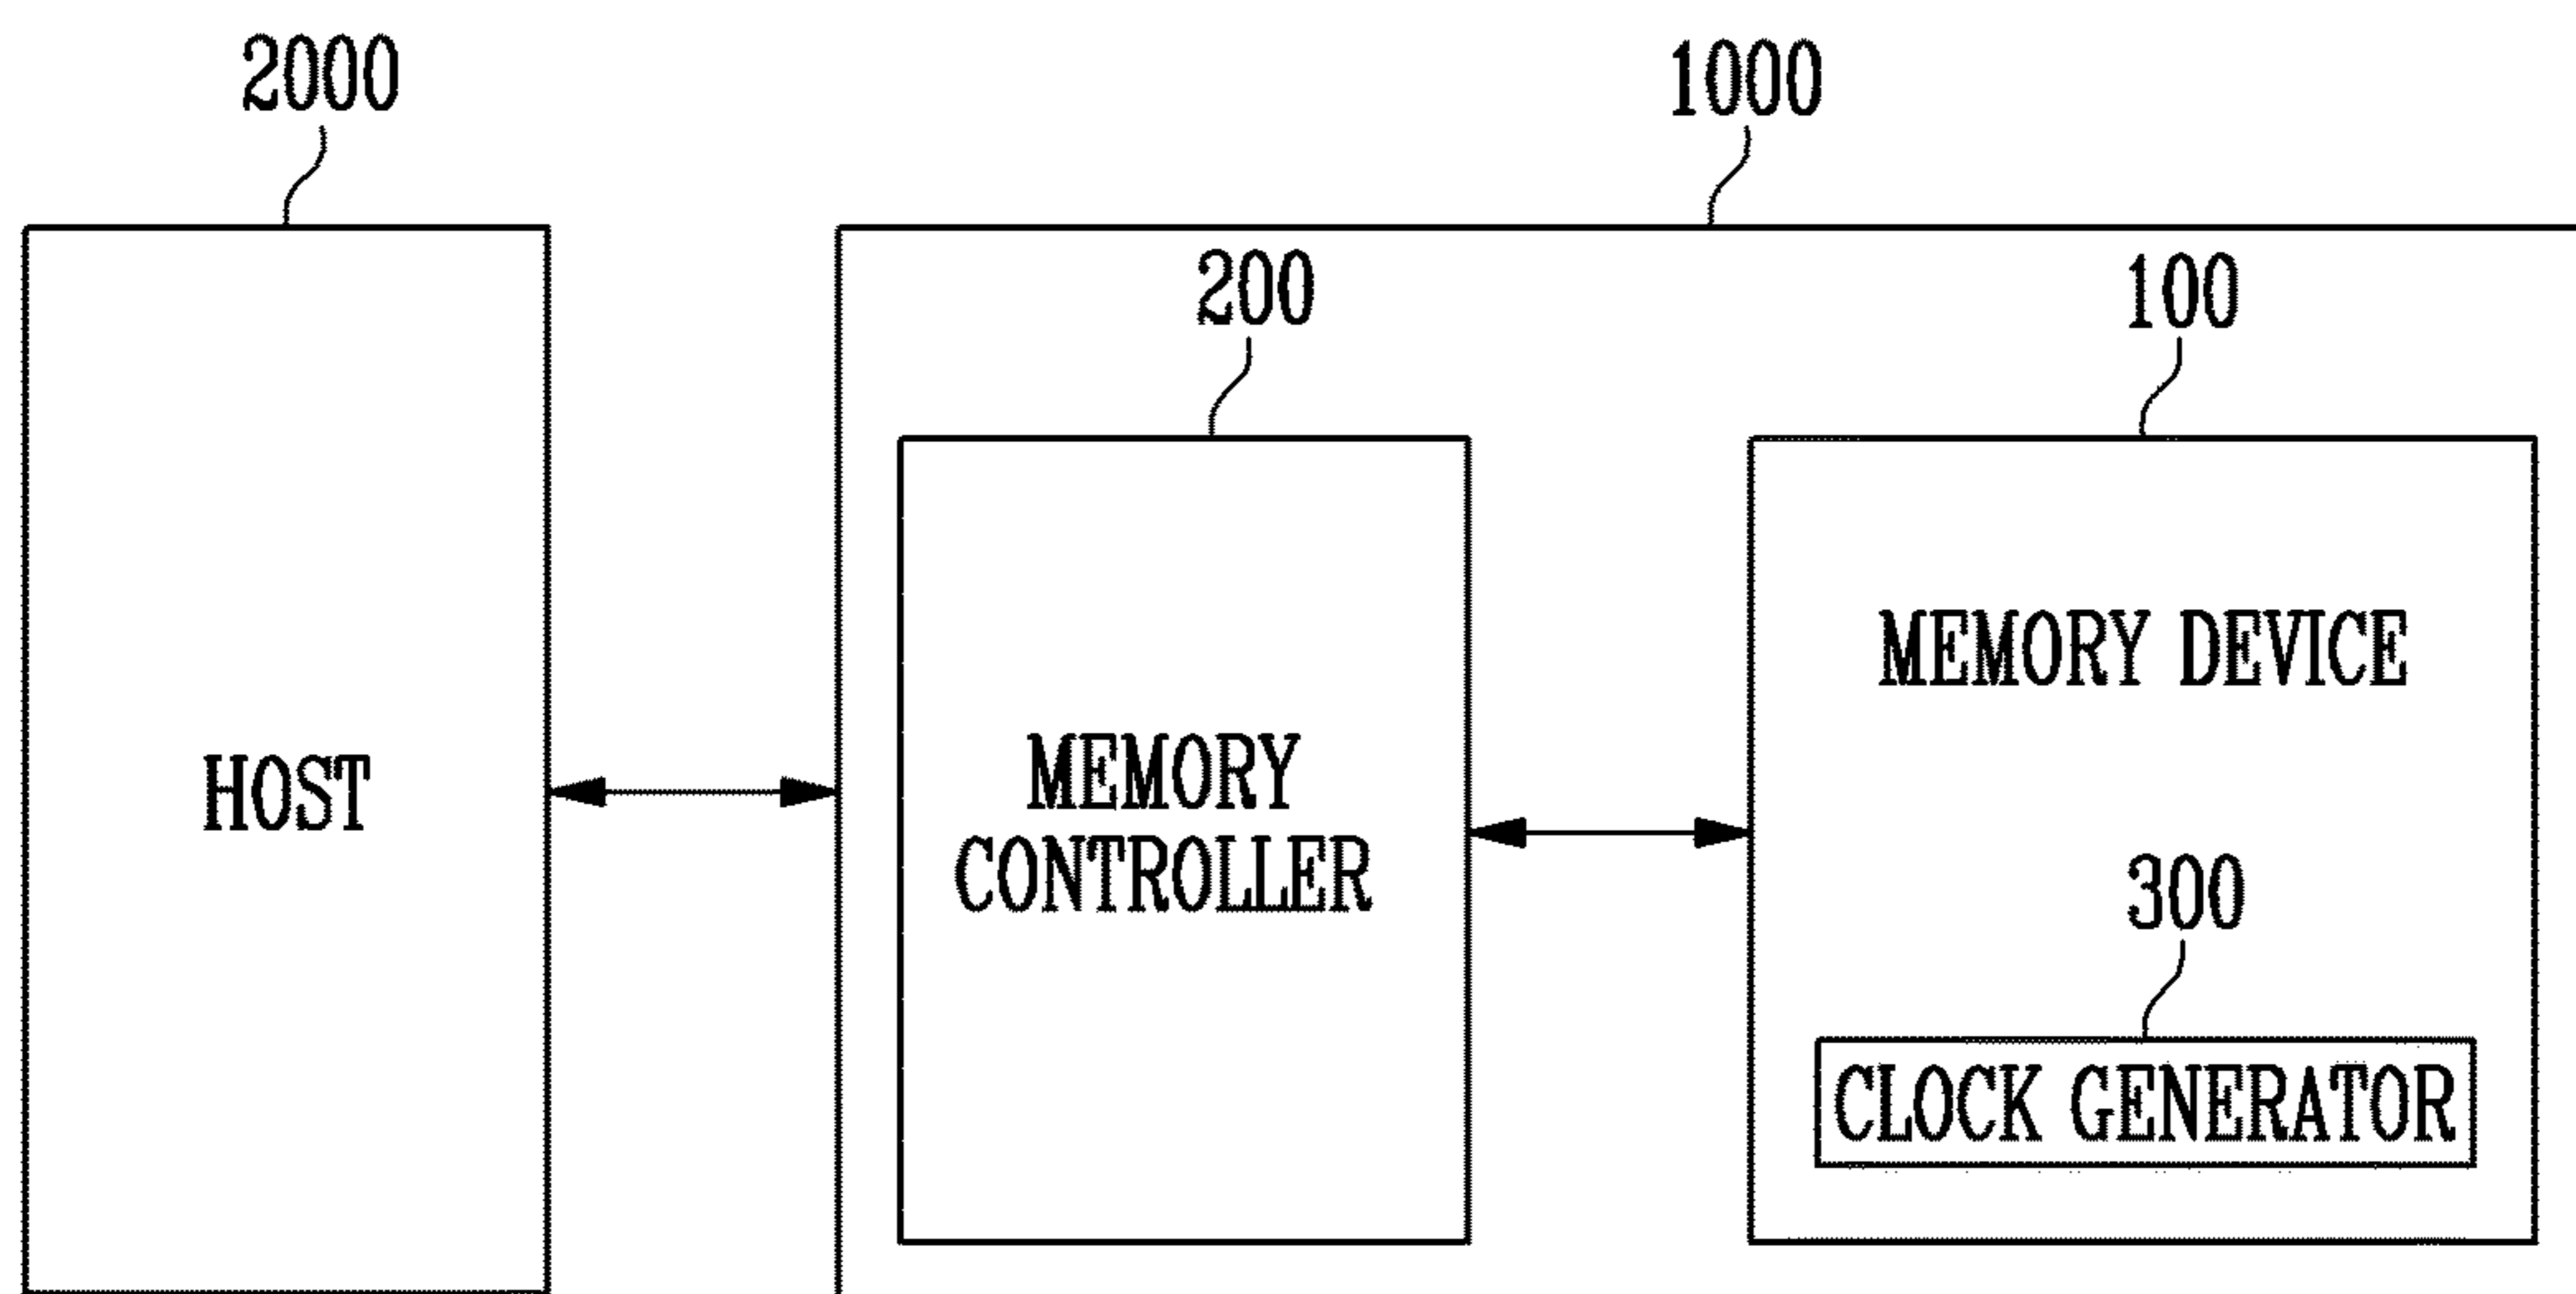 2000
1000
200
100
HOST
MEMORY
CONTROLLER
MEMORY DEVICE
300
CLOCK GENERATOR